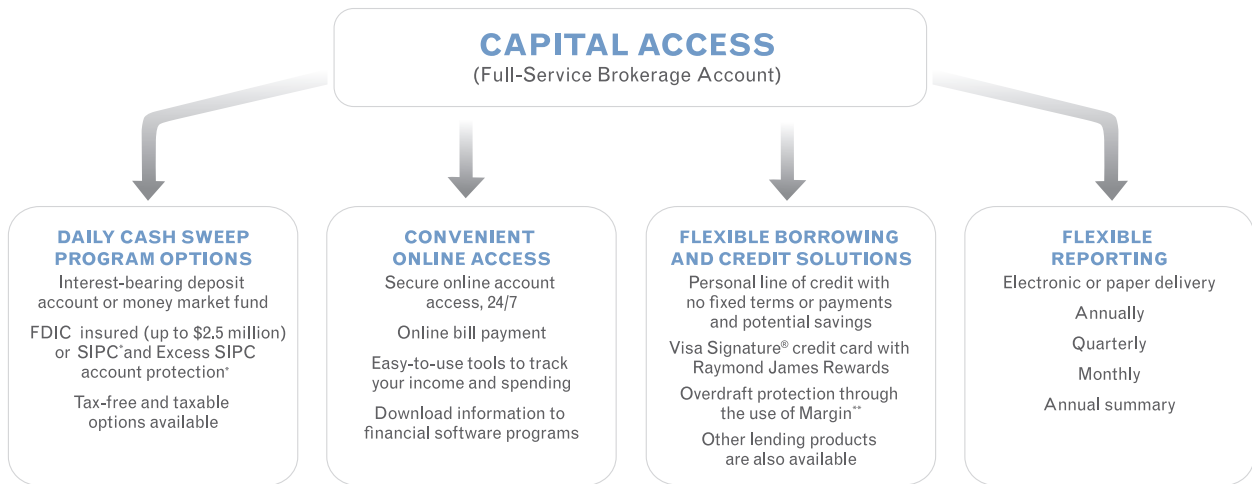 CAPITAL ACCESS
(Full-Service Brokerage Account)
DAILY CASH SWEEP
PROGRAM OPTIONS
Interest-bearing deposit
account or money market fund
FDIC insured (up to $2.5 million)
or SIPC* and Excess SIPC
account protection*
Tax-free and taxable
options available
CONVENIENT
ONLINE ACCESS
Secure online account
access, 24/7
Online bill payment
Easy-to-use tools to track
your income and spending
Download information to
financial software programs
FLEXIBLE BORROWING
AND CREDIT SOLUTIONS
Personal line of credit with
no fixed terms or payments
and potential savings
Visa Signature® credit card with
Raymond James Rewards
Overdraft protection through
the use of Margin**
Other lending products
are also available
FLEXIBLE
REPORTING
Electronic or paper delivery
Annually
Quarterly
Monthly
Annual summary